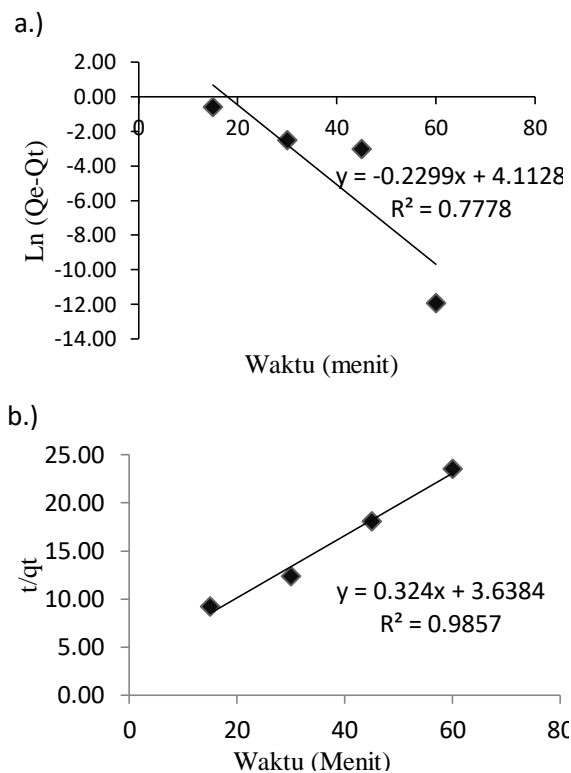 a.)
2.00
0.00
0 20 40 60 80
-2.00
-4.00
y = -0.2299x + 4.1128
-6.00
R² = 0.7778
-8.00
-10.00
-12.00
-14.00
Ln (Qe-Qt)
Waktu (menit)
b.)
25.00
20.00
15.00
10.00
y = 0.324x + 3.6384
R² = 0.9857
5.00
0.00
t/qt
0 20 40 60 80
Waktu (Menit)